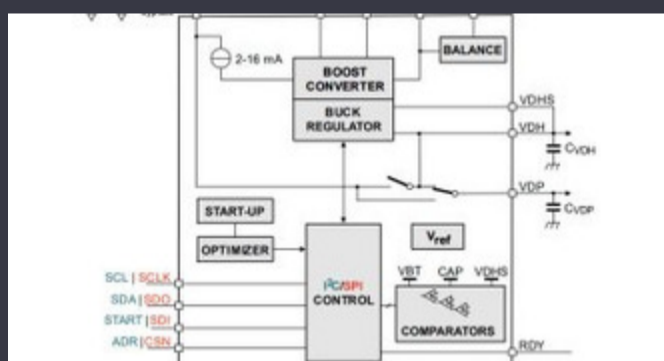 2-16 mA
BALANCE
BOOST
CONVERTER
BUCK
REGULATOR
VDHS
VDH
CVDH
VDP
CVDP
START-UP
OPTIMIZER
Vref
SCL | SCLK
SDA | SDO
START | SDI
ADR | CSN
I²C/SPI
CONTROL
VBT CAP VDHS
COMPARATORS
RDY